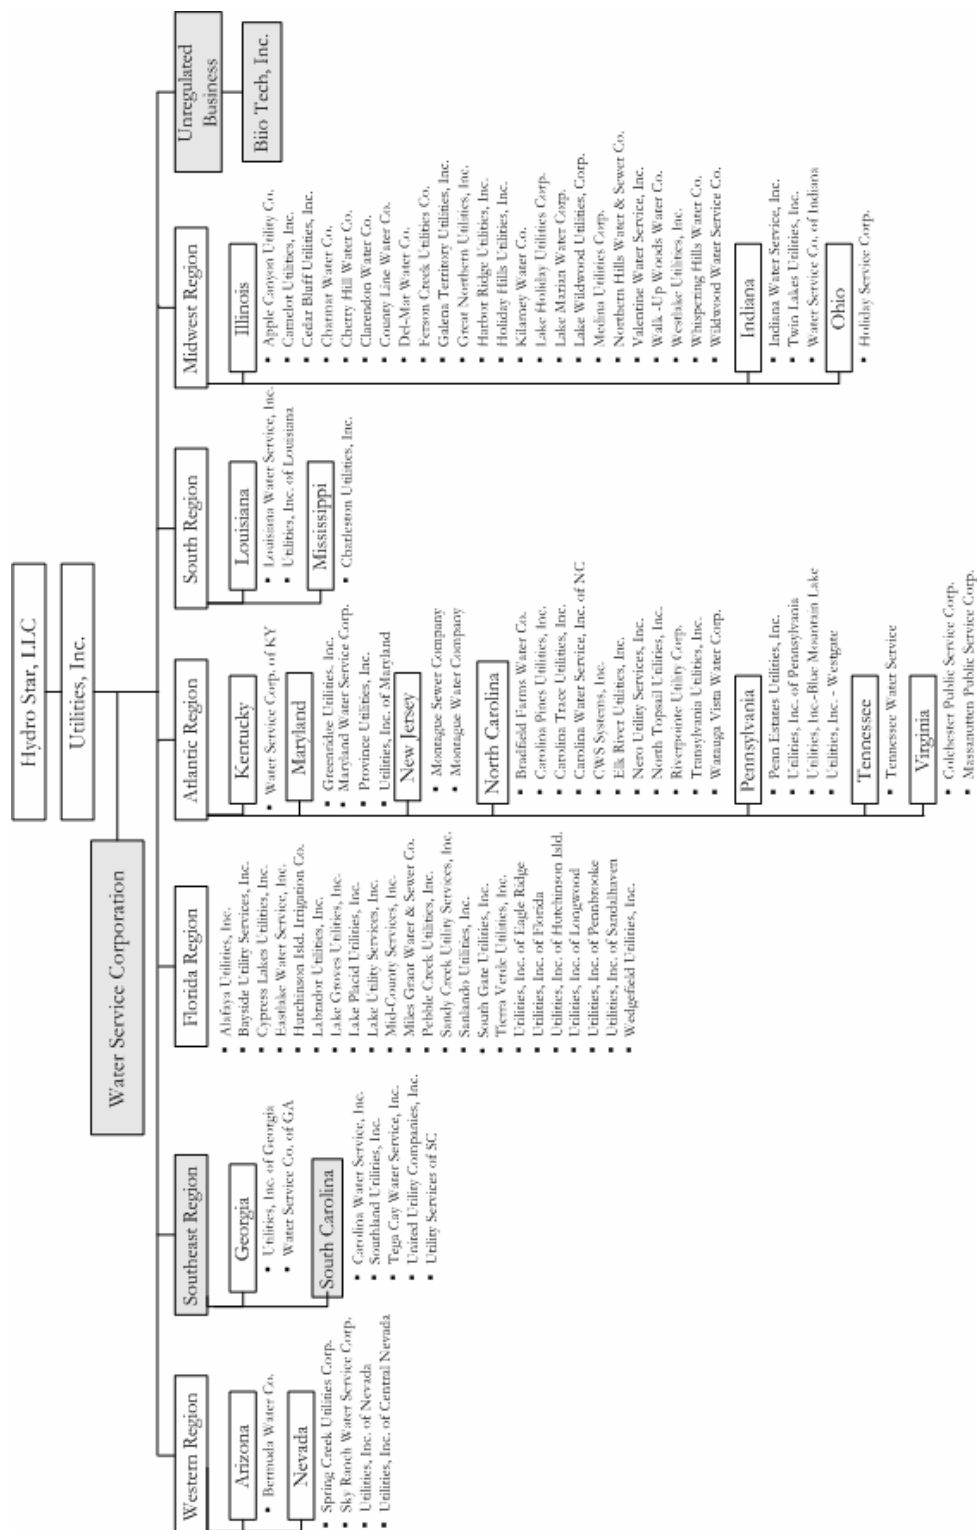 Hydro Star, LLC
Utilities, Inc.
Water Service Corporation
Western Region
Arizona
▪ Bermuda Water Co.
Nevada
▪ Spring Creek Utilities Corp.
▪ Sky Ranch Water Service Corp.
▪ Utilities, Inc. of Nevada
▪ Utilities, Inc. of Central Nevada
Southeast Region
Georgia
▪ Utilities, Inc. of Georgia
▪ Water Service Co. of GA
South Carolina
▪ Carolina Water Service, Inc.
▪ Southland Utilities, Inc.
▪ Tega Cay Water Service, Inc.
▪ United Utility Companies, Inc.
▪ Utility Services of SC
Florida Region
▪ Alafaya Utilities, Inc.
▪ Bayside Utility Services, Inc.
▪ Cypress Lakes Utilities, Inc.
▪ Eastlake Water Service, Inc.
▪ Hutchinson Isld. Irrigation Co.
▪ Labrador Utilities, Inc.
▪ Lake Groves Utilities, Inc.
▪ Lake Placid Utilities, Inc.
▪ Lake Utility Services, Inc.
▪ Mid-County Services, Inc.
▪ Miles Grant Water & Sewer Co.
▪ Pebble Creek Utilities, Inc.
▪ Sandy Creek Utility Services, Inc.
▪ Sanlando Utilities, Inc.
▪ South Gate Utilities, Inc.
▪ Tierra Verde Utilities, Inc.
▪ Utilities, Inc. of Eagle Ridge
▪ Utilities, Inc. of Florida
▪ Utilities, Inc. of Hutchinson Isld.
▪ Utilities, Inc. of Longwood
▪ Utilities, Inc. of Pennbrooke
▪ Utilities, Inc. of Sandalhaven
▪ Wedgefield Utilities, Inc.
Atlantic Region
Kentucky
▪ Water Service Corp. of KY
Maryland
▪ Greenridge Utilities, Inc.
▪ Maryland Water Service Corp.
▪ Province Utilities, Inc.
▪ Utilities, Inc. of Maryland
New Jersey
▪ Montague Sewer Company
▪ Montague Water Company
North Carolina
▪ Bradfield Farms Water Co.
▪ Carolina Pines Utilities, Inc.
▪ Carolina Trace Utilities, Inc.
▪ Carolina Water Service, Inc. of NC
▪ CWS Systems, Inc.
▪ Elk River Utilities, Inc.
▪ Nero Utility Services, Inc.
▪ North Topsail Utilities, Inc.
▪ Riverpointe Utility Corp.
▪ Transylvania Utilities, Inc.
▪ Watauga Vista Water Corp.
Pennsylvania
▪ Penn Estates Utilities, Inc.
▪ Utilities, Inc. of Pennsylvania
▪ Utilities, Inc-Blue Mountain Lake
▪ Utilities, Inc. - Westgate
Tennessee
▪ Tennessee Water Service
Virginia
▪ Colchester Public Service Corp.
▪ Massanutten Public Service Corp.
South Region
Louisiana
▪ Louisiana Water Service, Inc.
▪ Utilities, Inc. of Louisiana
Mississippi
▪ Charleston Utilities, Inc.
Midwest Region
Illinois
▪ Apple Canyon Utility Co.
▪ Camelot Utilities, Inc.
▪ Cedar Bluff Utilities, Inc.
▪ Charmar Water Co.
▪ Cherry Hill Water Co.
▪ Clarendon Water Co.
▪ County Line Water Co.
▪ Del-Mar Water Co.
▪ Ferson Creek Utilities Co.
▪ Galena Territory Utilities, Inc.
▪ Great Northern Utilities, Inc.
▪ Harbor Ridge Utilities, Inc.
▪ Holiday Hills Utilities, Inc.
▪ Kilarney Water Co.
▪ Lake Holiday Utilities Corp.
▪ Lake Marian Water Corp.
▪ Lake Wildwood Utilities, Corp.
▪ Medina Utilities Corp.
▪ Northern Hills Water & Sewer Co.
▪ Valentine Water Service, Inc.
▪ Walk-Up Woods Water Co.
▪ Westlake Utilities, Inc.
▪ Whispering Hills Water Co.
▪ Wildwood Water Service Co.
Indiana
▪ Indiana Water Service, Inc.
▪ Twin Lakes Utilities, Inc.
▪ Water Service Co. of Indiana
Ohio
▪ Holiday Service Corp.
Unregulated
Business
Biio Tech, Inc.